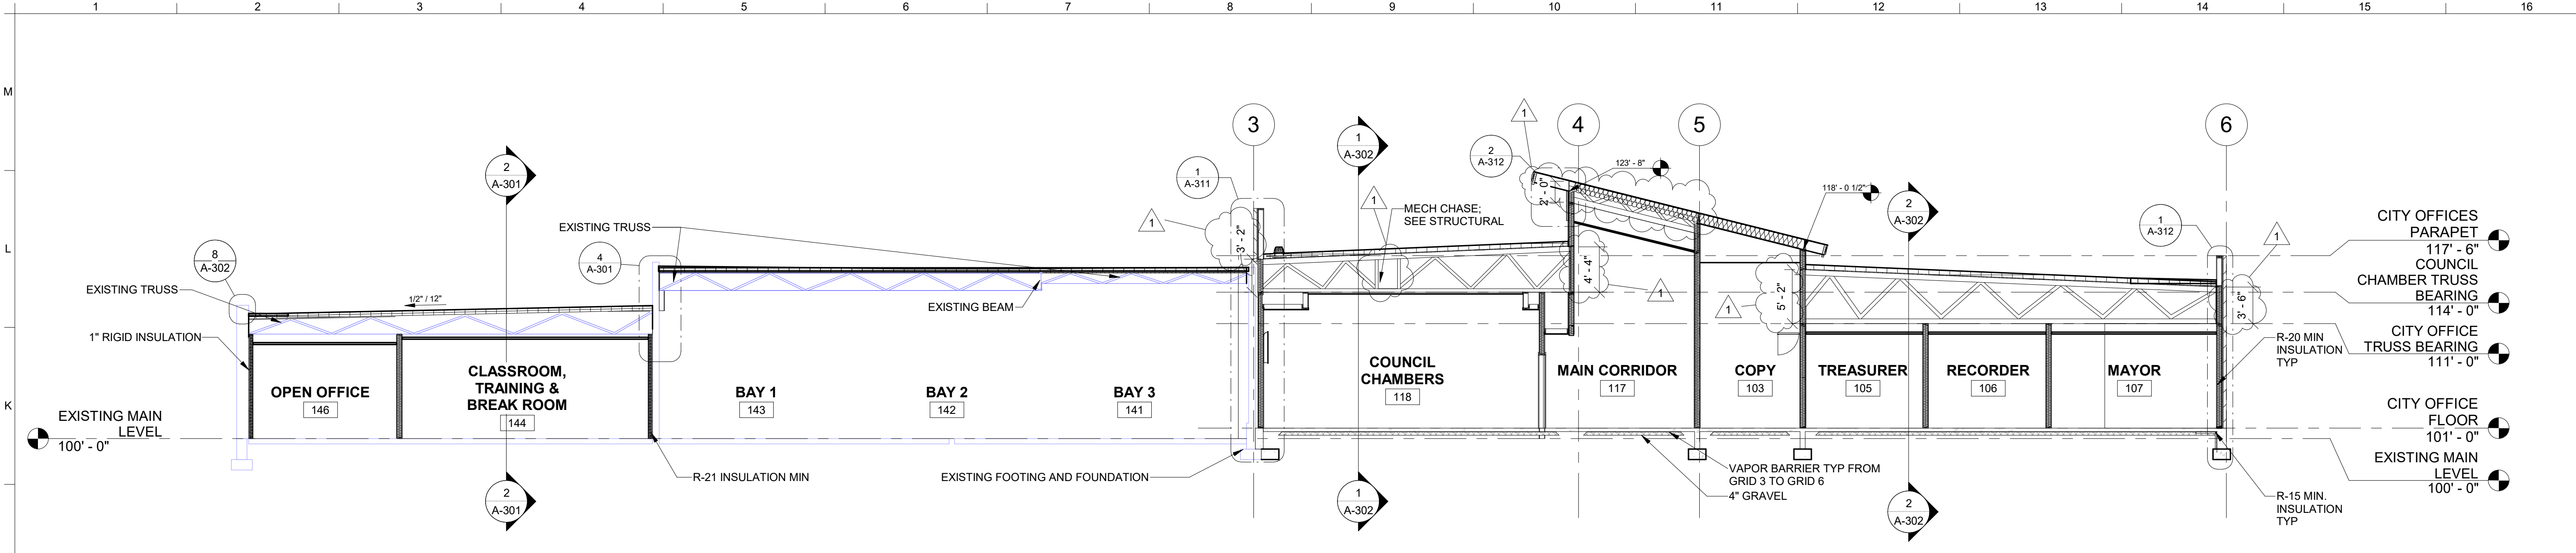 1 2 3 4 5 6 7 8 9 10 11 12 13 14 15 16
M
L
K
3
4
5
6
2
A-301
1
A-302
1
A-311
2
A-312
1
1
1
123' - 8"
2' - 0"
118' - 0 1/2"
2
A-302
1
A-312
1
8
A-302
4
A-301
EXISTING TRUSS
EXISTING TRUSS
1/2" / 12"
EXISTING BEAM
1" RIGID INSULATION
3' - 2"
MECH CHASE;
SEE STRUCTURAL
4' - 4"
1
5' - 2"
1
3' - 6"
CITY OFFICES
PARAPET
117' - 6"
COUNCIL
CHAMBER TRUSS
BEARING
114' - 0"
CITY OFFICE
TRUSS BEARING
111' - 0"
R-20 MIN
INSULATION
TYP
OPEN OFFICE
146
CLASSROOM,
TRAINING &
BREAK ROOM
144
BAY 1
143
BAY 2
142
BAY 3
141
COUNCIL
CHAMBERS
118
MAIN CORRIDOR
117
COPY
103
TREASURER
105
RECORDER
106
MAYOR
107
EXISTING MAIN
LEVEL
100' - 0"
CITY OFFICE
FLOOR
101' - 0"
EXISTING MAIN
LEVEL
100' - 0"
R-21 INSULATION MIN
EXISTING FOOTING AND FOUNDATION
VAPOR BARRIER TYP FROM
GRID 3 TO GRID 6
4" GRAVEL
R-15 MIN.
INSULATION
TYP
2
A-301
1
A-302
2
A-302